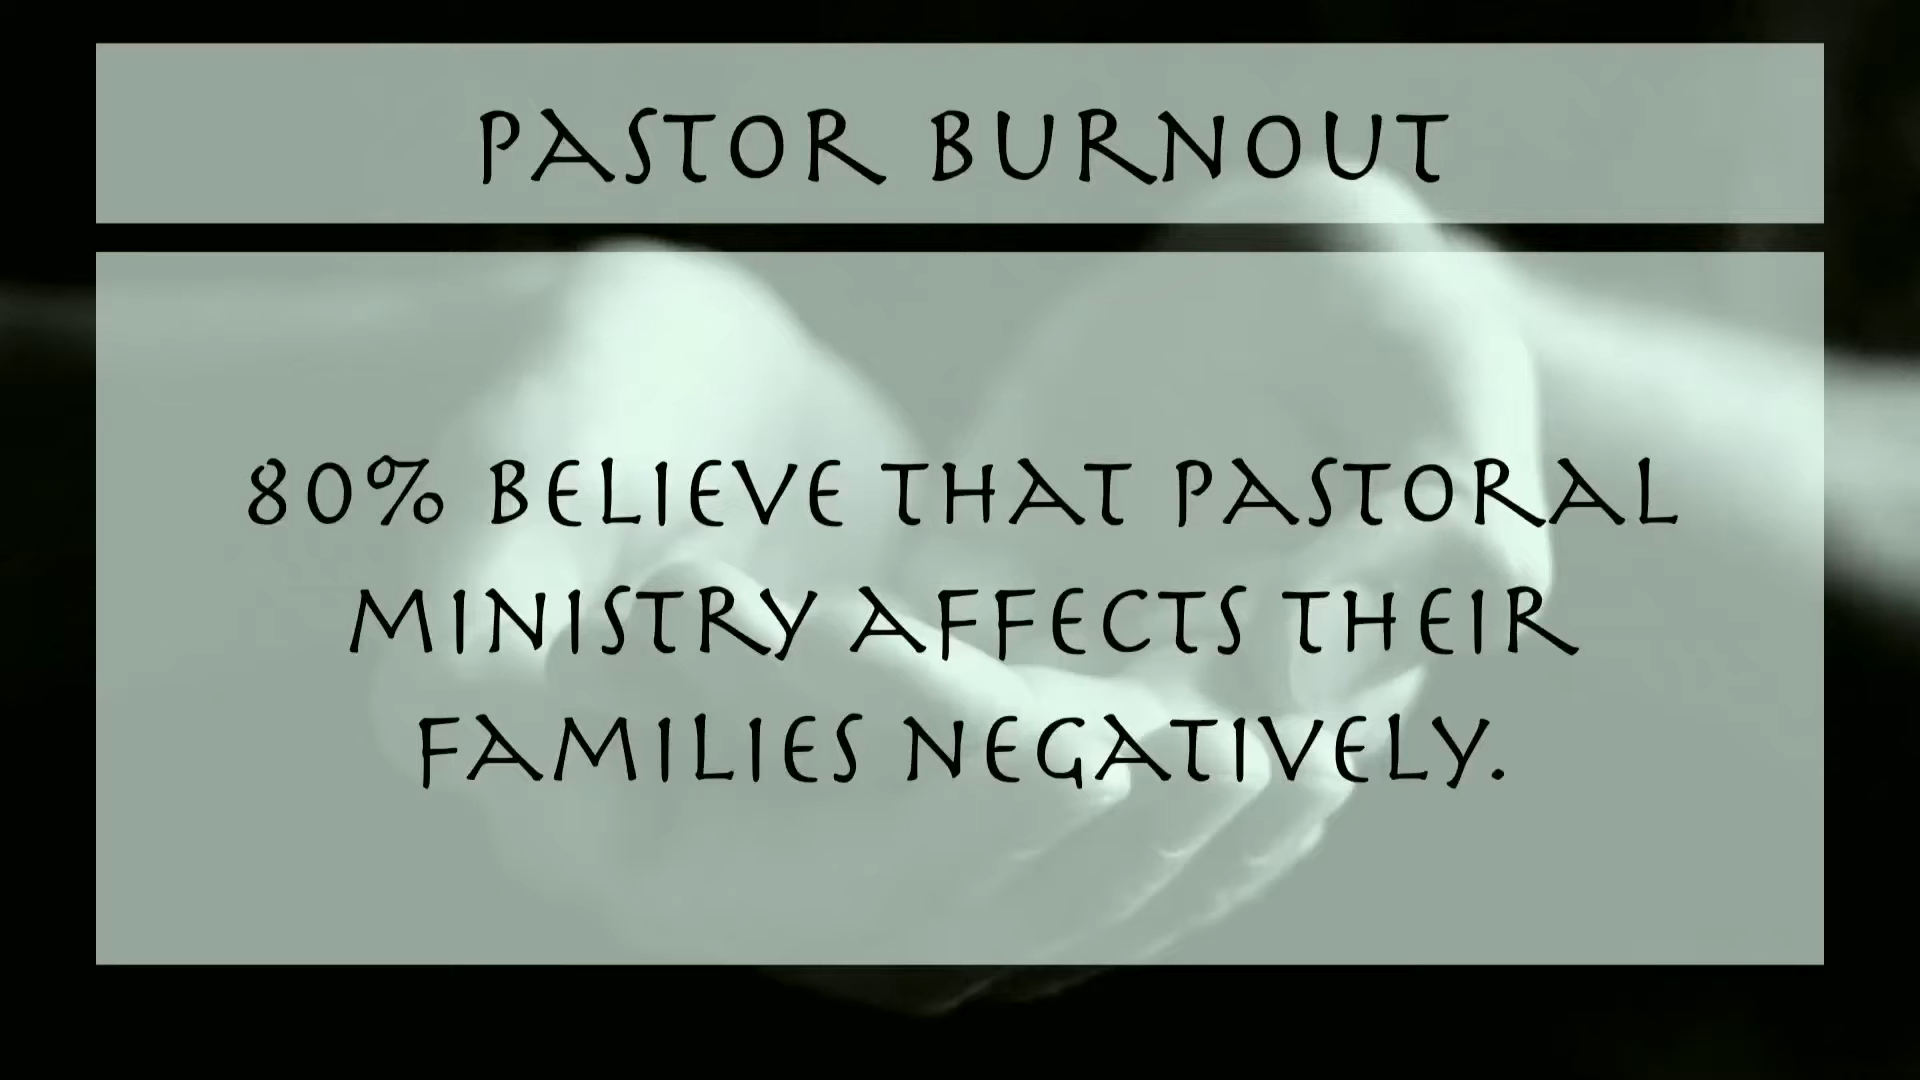 PASTOR BURNOUT
80% BELIEVE THAT PASTORAL
MINISTRY AFFECTS THEIR
FAMILIES NEGATIVELY.